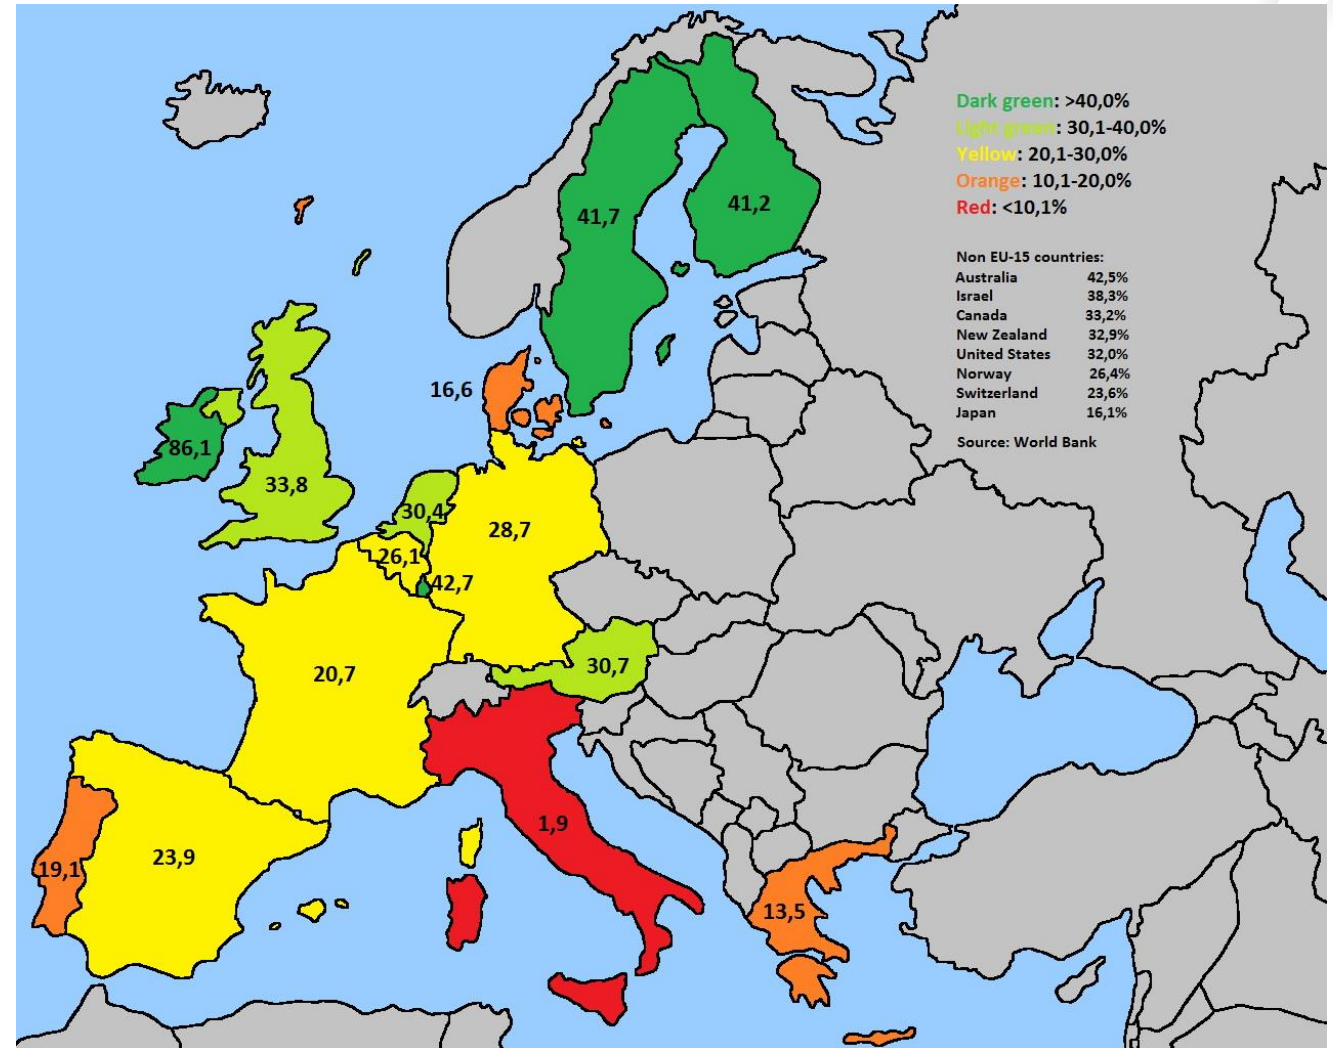 Dark green: >40,0%
Light green: 30,1-40,0%
Yellow: 20,1-30,0%
Orange: 10,1-20,0%
Red: <10,1%
Non EU-15 countries:
Australia 42,5%
Israel 38,3%
Canada 33,2%
New Zealand 32,9%
United States 32,0%
Norway 26,4%
Switzerland 23,6%
Japan 16,1%
Source: World Bank
41,7
41,2
16,6
86,1
33,8
30,4
28,7
26,1
42,7
20,7
30,7
1,9
23,9
19,1
13,5